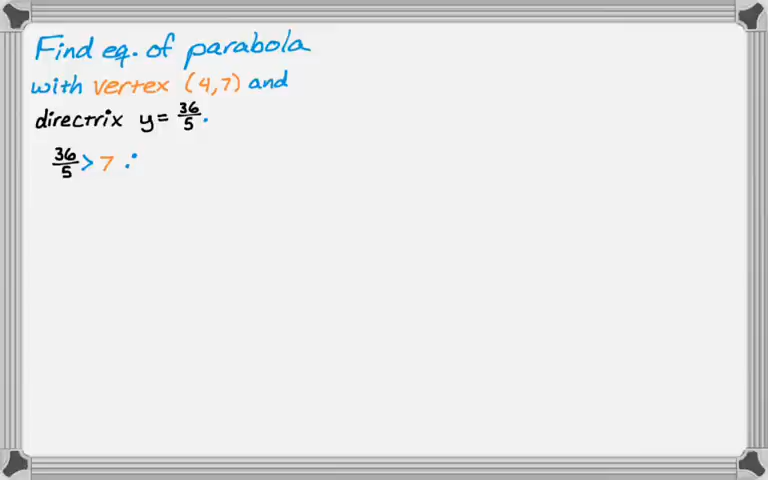 Find eq. of parabola
with vertex (4,7) and
directrix y = 36/5.
36/5 > 7 :